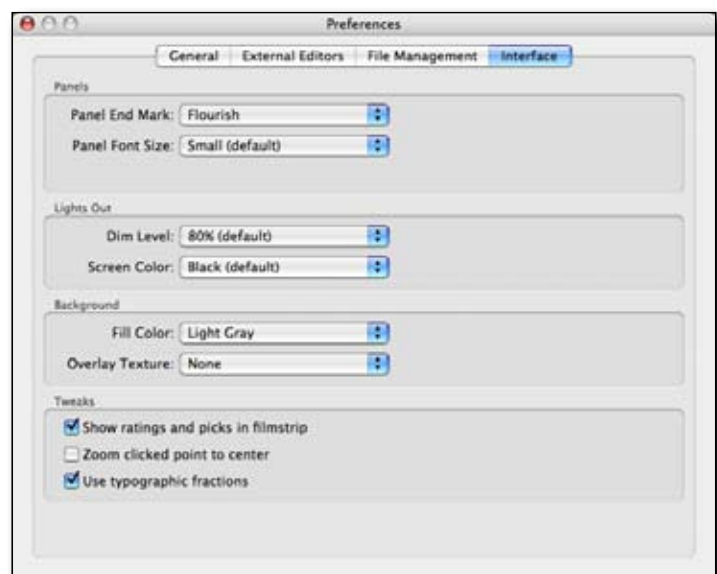 Preferences
General External Editors File Management Interface
Panels
Panel End Mark: Flourish
Panel Font Size: Small (default)
Lights Out
Dim Level: 80% (default)
Screen Color: Black (default)
Background
Fill Color: Light Gray
Overlay Texture: None
Tweaks
Show ratings and picks in filmstrip
Zoom clicked point to center
Use typographic fractions